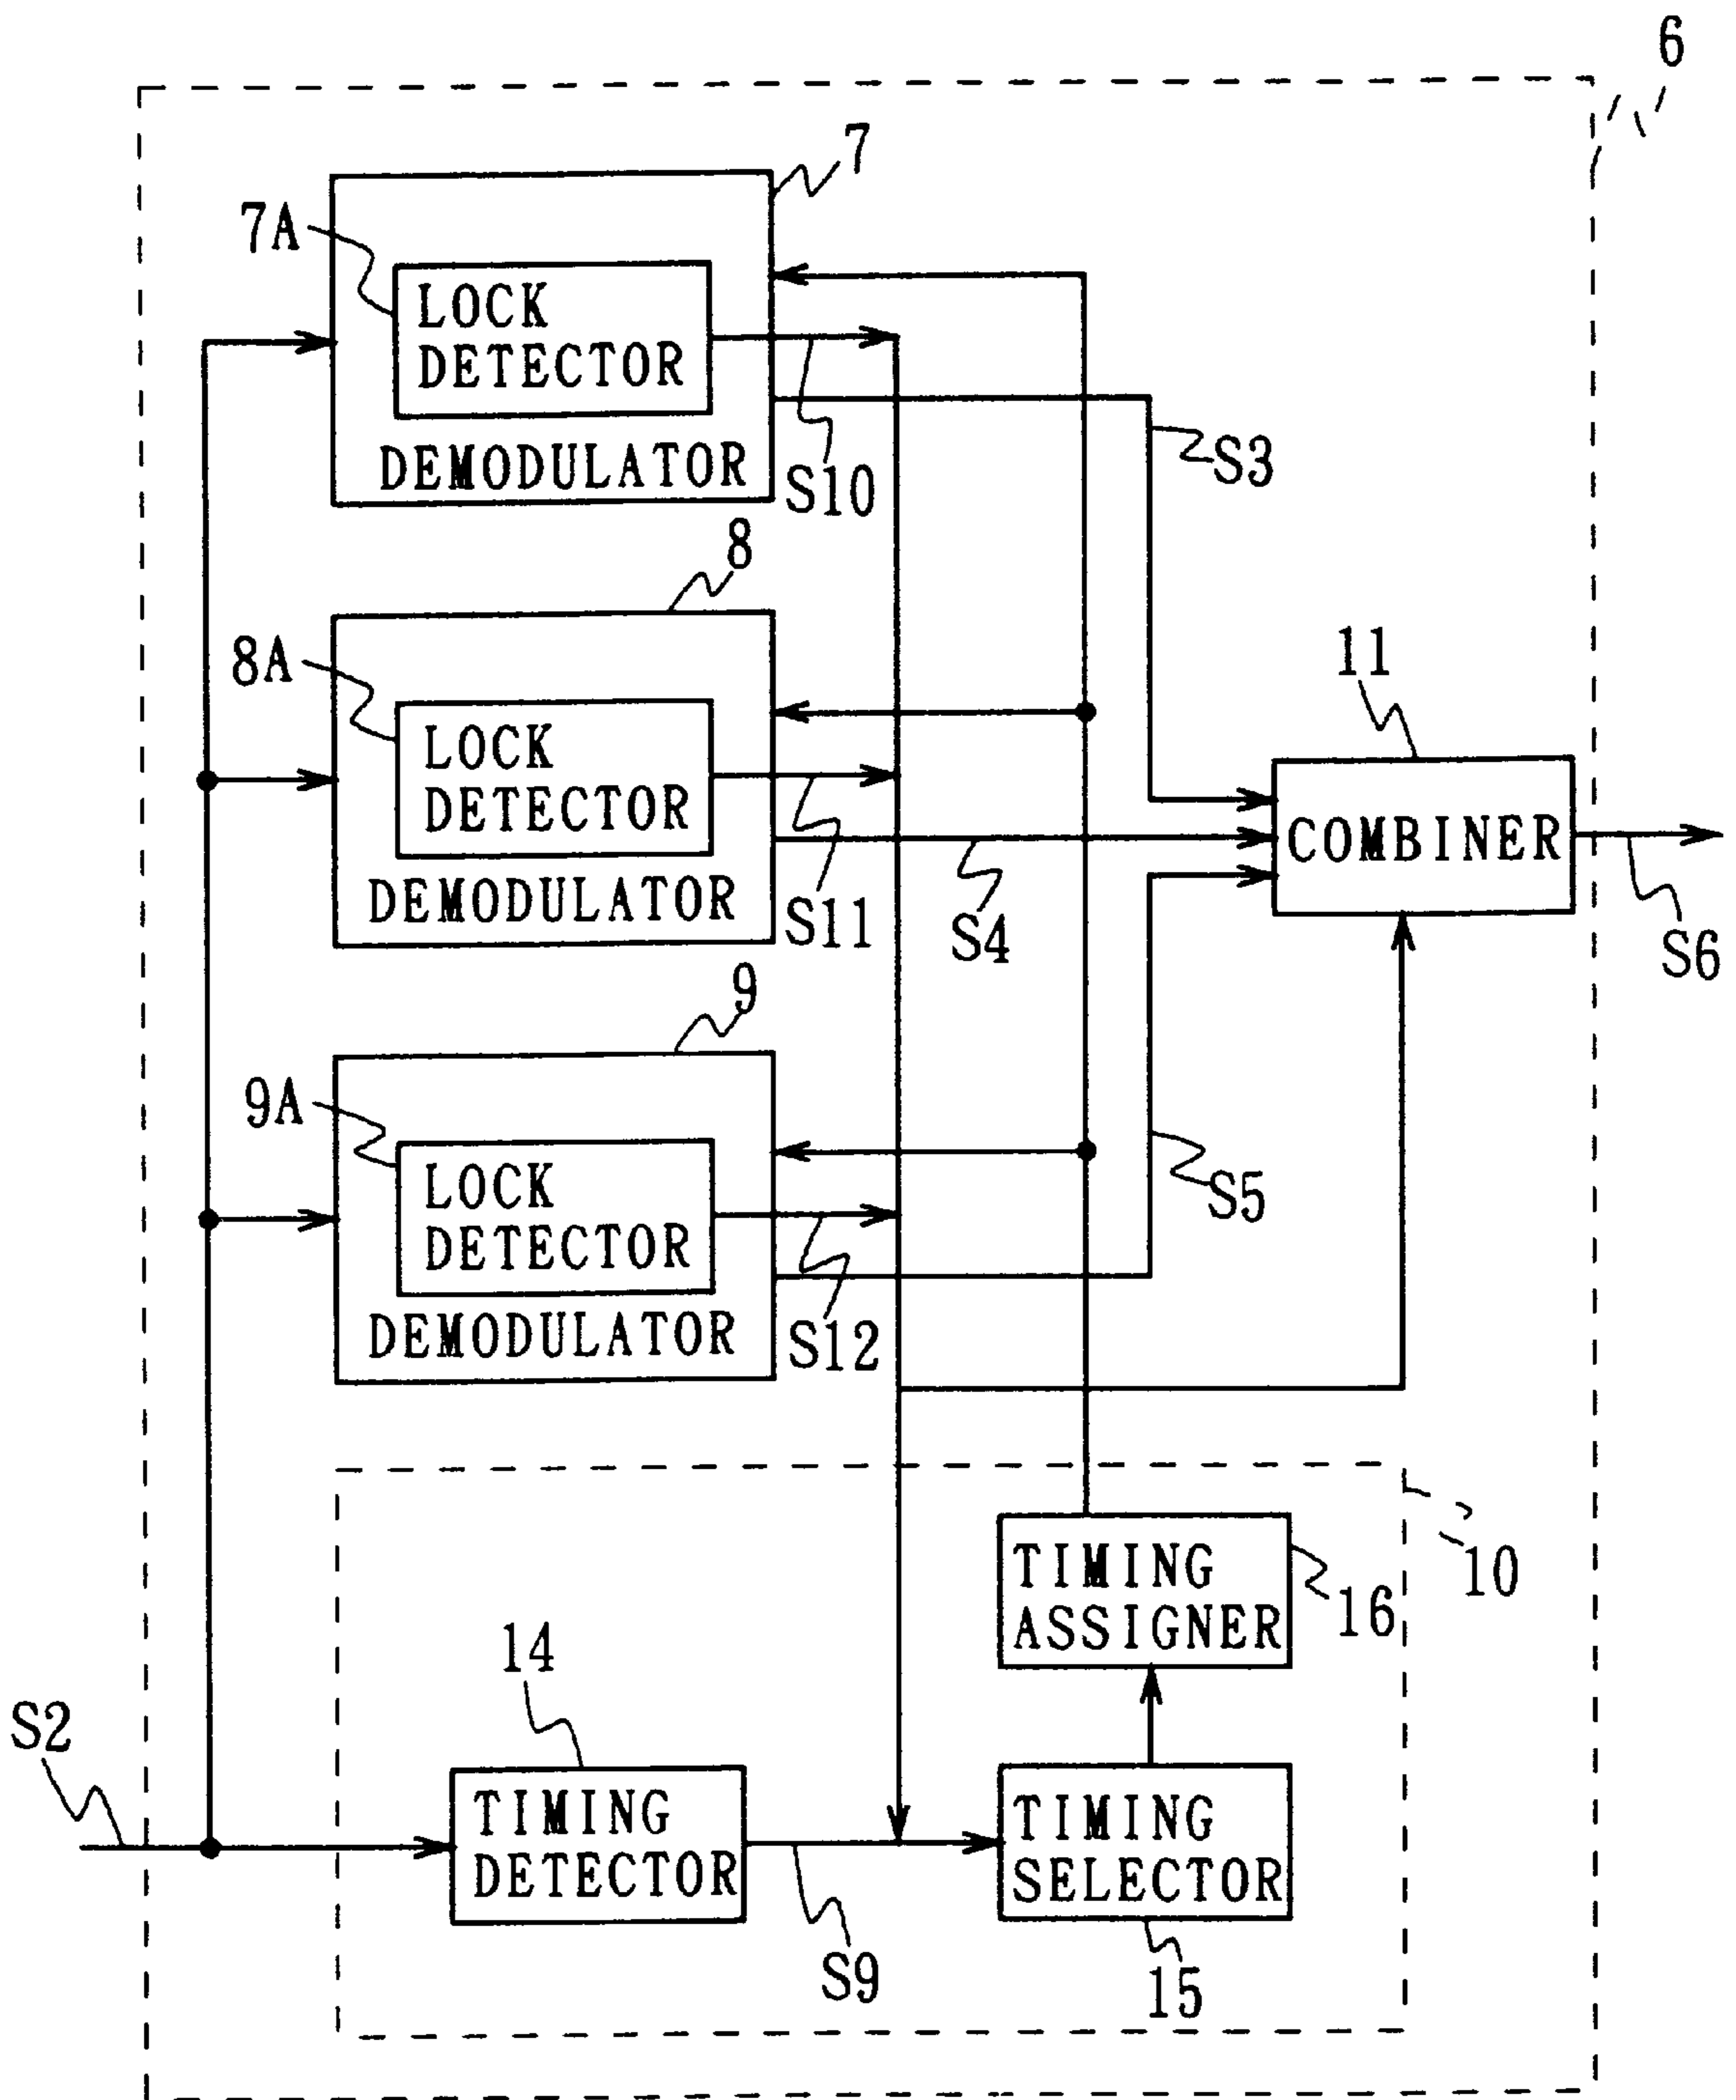 6
7
7A
LOCK
DETECTOR
DEMODULATOR
S10
S3
8
8A
LOCK
DETECTOR
DEMODULATOR
S11
S4
11
COMBINER
S6
9
9A
LOCK
DETECTOR
DEMODULATOR
S12
S5
10
TIMING
ASSIGNER
16
14
S2
TIMING
DETECTOR
S9
TIMING
SELECTOR
15